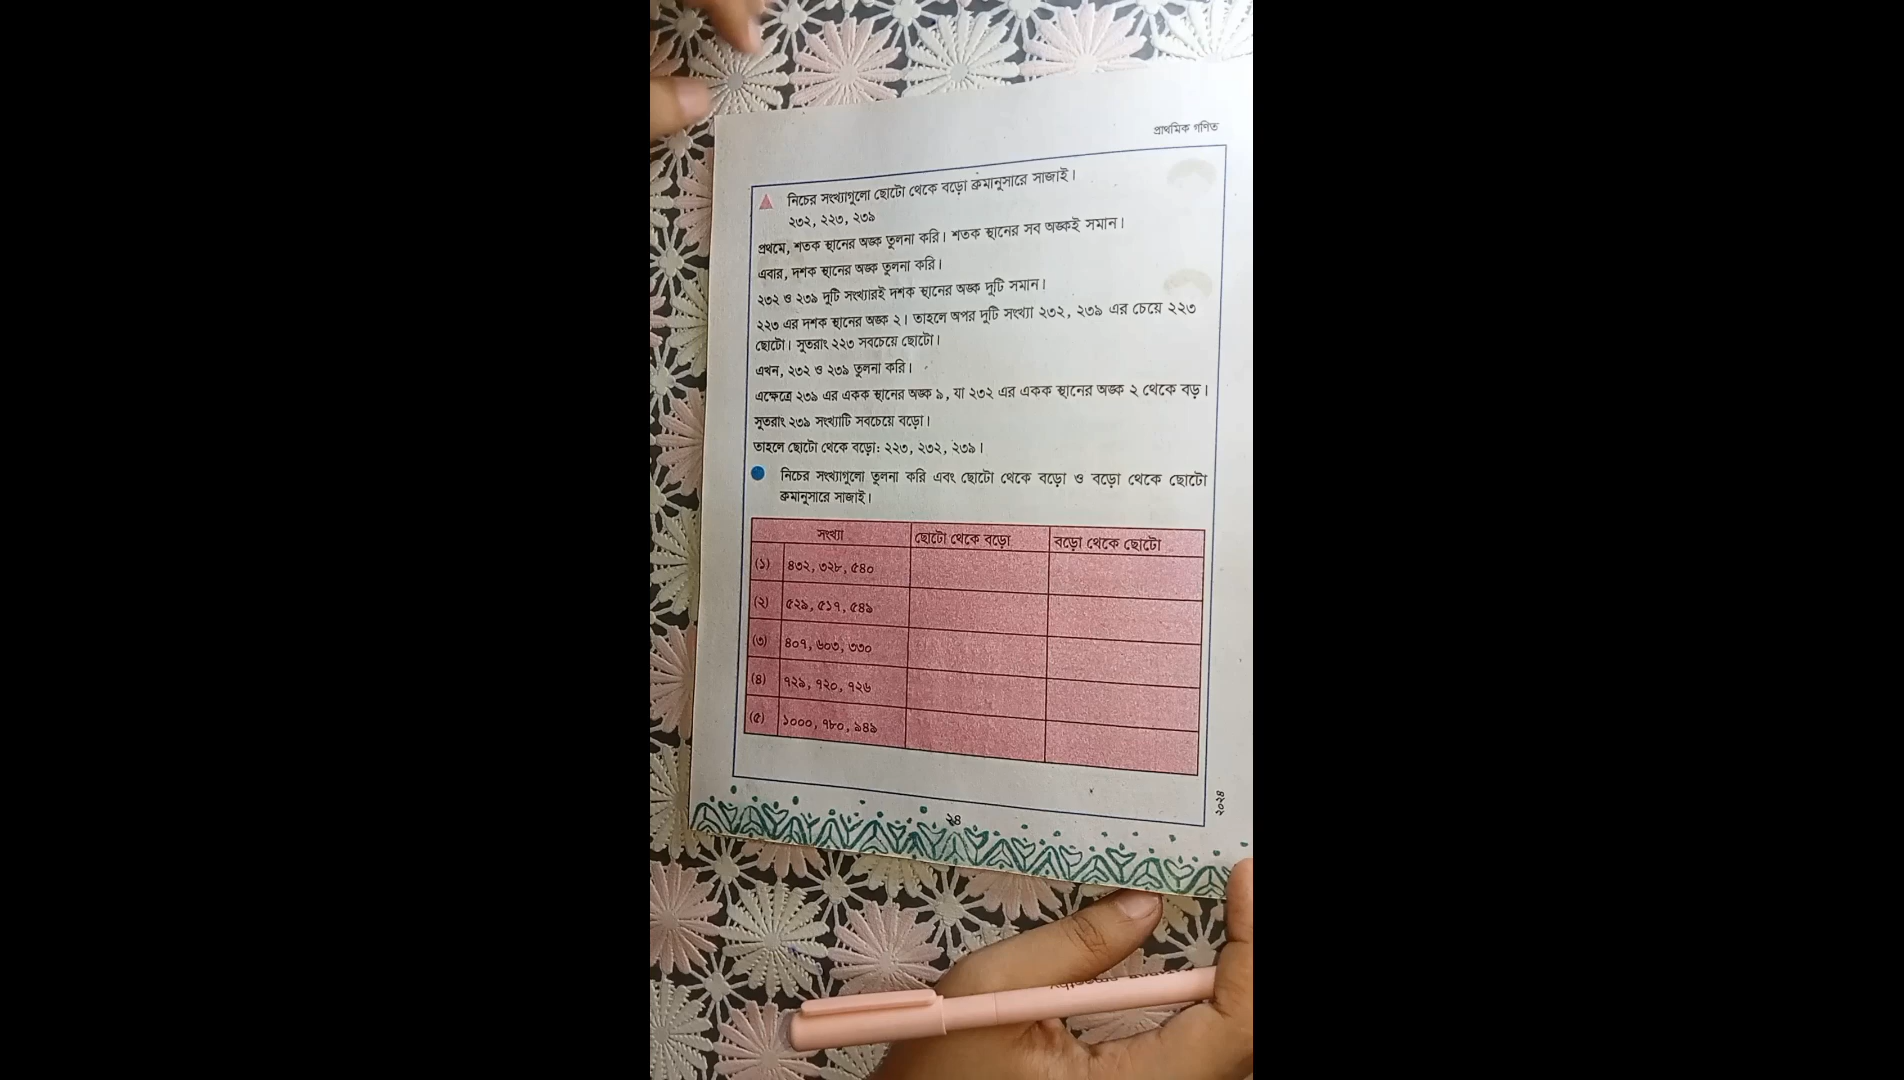 প্রাথমিক গণিত
নিচের সংখ্যাগুলো ছোটো থেকে বড়ো ক্রমানুসারে সাজাই।
২৩২, ২২৩, ২৩৯
প্রথমে, শতক স্থানের অঙ্ক তুলনা করি। শতক স্থানের সব অঙ্কই সমান।
এবার, দশক স্থানের অঙ্ক তুলনা করি।
২৩২ ও ২৩৯ দুটি সংখ্যারই দশক স্থানের অঙ্ক দুটি সমান।
২২৩ এর দশক স্থানের অঙ্ক ২। তাহলে অপর দুটি সংখ্যা ২৩২, ২৩৯ এর চেয়ে ২২৩
ছোটো। সুতরাং ২২৩ সবচেয়ে ছোটো।
এখন, ২৩২ ও ২৩৯ তুলনা করি।
এক্ষেত্রে ২৩৯ এর একক স্থানের অঙ্ক ৯, যা ২৩২ এর একক স্থানের অঙ্ক ২ থেকে বড়।
সুতরাং ২৩৯ সংখ্যাটি সবচেয়ে বড়ো।
তাহলে ছোটো থেকে বড়ো: ২২৩, ২৩২, ২৩৯।
নিচের সংখ্যাগুলো তুলনা করি এবং ছোটো থেকে বড়ো ও বড়ো থেকে ছোটো
ক্রমানুসারে সাজাই।
সংখ্যা ছোটো থেকে বড়ো বড়ো থেকে ছোটো
(১) ৪৩২, ৩২৮, ৫৪০
(২) ৫২৯, ৫১৭, ৫৪৯
(৩) ৪০৭, ৬০৩, ৩৩০
(৪) ৭২৯, ৭২০, ৭২৬
(৫) ১০০০, ৭৮০, ৯৪৯
২৪
২০২৪